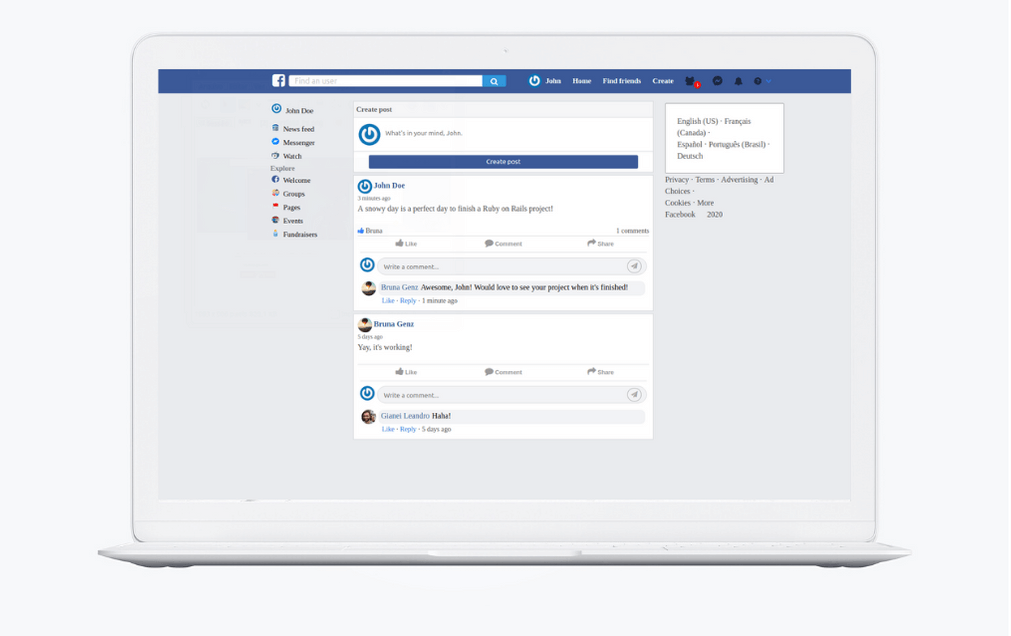 Find an user
John Home Find friends Create
1
John Doe
News feed
Messenger
Watch
Explore
Welcome
Groups
Pages
Events
Fundraisers
Create post
What's in your mind, John.
Create post
John Doe
3 minutes ago
A snowy day is a perfect day to finish a Ruby on Rails project!
Bruna 1 comments
Like Comment Share
Write a comment...
Bruna Genz Awesome, John! Would love to see your project when it's finished!
Like · Reply · 1 minute ago
Bruna Genz
5 days ago
Yay, it's working!
Like Comment Share
Write a comment...
Gianei Leandro Haha!
Like · Reply · 5 days ago
English (US) · Français
(Canada) ·
Español · Português (Brasil) ·
Deutsch
Privacy · Terms · Advertising · Ad
Choices ·
Cookies · More
Facebook 2020